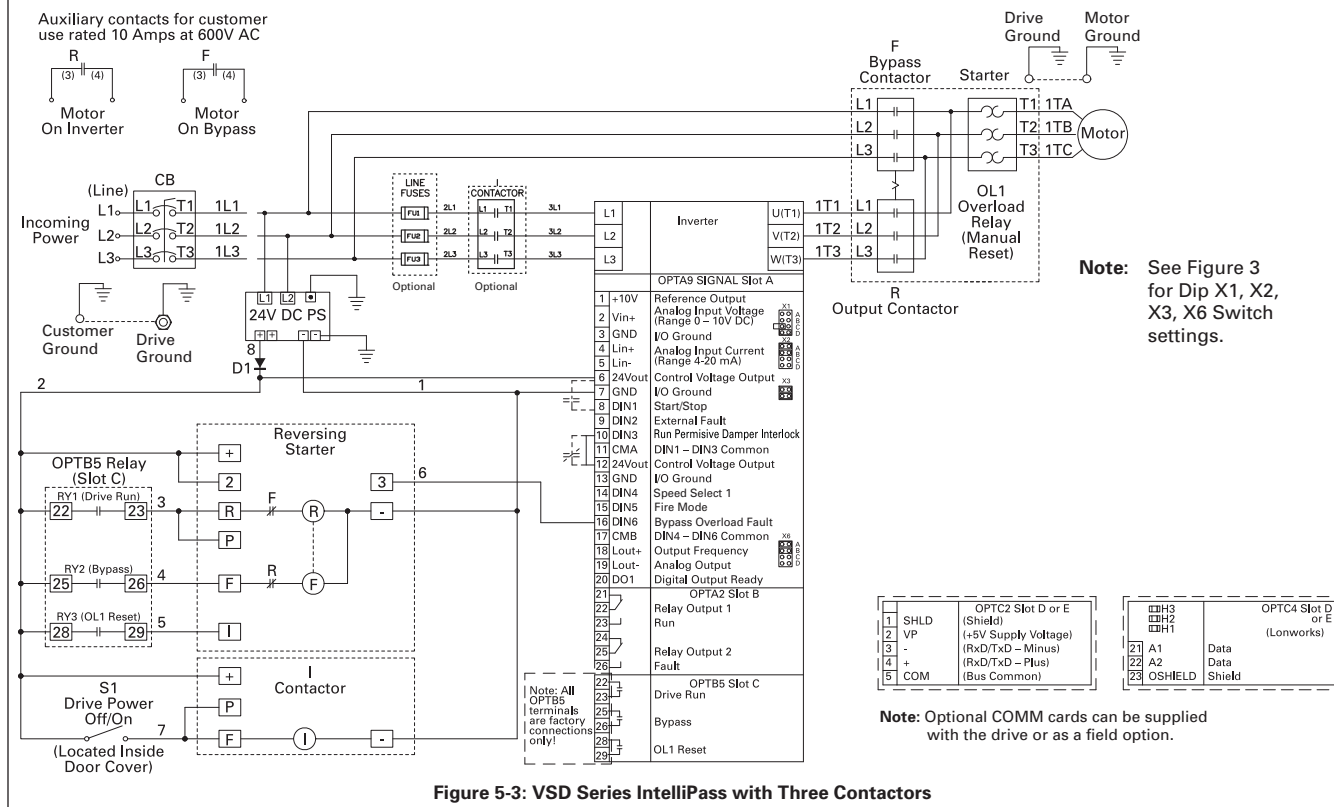 Auxiliary contacts for customer
use rated 10 Amps at 600V AC
R
(3) (4)
F
(3) (4)
Motor
On Inverter
Motor
On Bypass
Drive
Ground
Motor
Ground
F
Bypass
Contactor
Starter
L1
L2
L3
T1 1TA
T2 1TB
T3 1TC
Motor
OL1
Overload
Relay
(Manual
Reset)
(Line)
CB
Incoming
Power
L1 L1 T1 1L1
L2 L2 T2 1L2
L3 L3 T3 1L3
LINE
FUSES
FU1
FU2
FU3
Optional
2L1
2L2
2L3
I
CONTACTOR
L1 T1
L2 T2
L3 T3
Optional
3L1
3L2
3L3
L1
L2
L3
Inverter
U(T1)
V(T2)
W(T3)
1T1 L1
1T2 L2
1T3 L3
R
Output Contactor
Note: See Figure 3
for Dip X1, X2,
X3, X6 Switch
settings.
Customer
Ground
Drive
Ground
L1 L2
24V DC PS
+ + - -
8
D1
2
1
OPTA9 SIGNAL Slot A
1 +10V Reference Output
2 Vin+ Analog Input Voltage
(Range 0 – 10V DC)
3 GND I/O Ground
4 Lin+ Analog Input Current
5 Lin- (Range 4-20 mA)
6 24Vout Control Voltage Output
7 GND I/O Ground
8 DIN1 Start/Stop
9 DIN2 External Fault
10 DIN3 Run Permisive Damper Interlock
11 CMA DIN1 – DIN3 Common
12 24Vout Control Voltage Output
13 GND I/O Ground
14 DIN4 Speed Select 1
15 DIN5 Fire Mode
16 DIN6 Bypass Overload Fault
17 CMB DIN4 – DIN6 Common
18 Lout+ Output Frequency
19 Lout- Analog Output
20 DO1 Digital Output Ready
X1
A
B
C
D
X2
A
B
C
D
X3
X6
A
B
C
D
OPTA2 Slot B
21
22 Relay Output 1
23 Run
24
25 Relay Output 2
26 Fault
OPTB5 Slot C
22 Drive Run
23
25 Bypass
26
28 OL1 Reset
29
Note: All
OPTB5
terminals
are factory
connections
only!
Reversing
Starter
+
2
R F R
P
F R F
I
3 6
-
OPTB5 Relay
(Slot C)
RY1 (Drive Run)
22 23 3
RY2 (Bypass)
25 26 4
RY3 (OL1 Reset)
28 29 5
I
Contactor
+
P
F I -
S1
Drive Power
Off/On
7
(Located Inside
Door Cover)
OPTC2 Slot D or E
1 SHLD (Shield)
2 VP (+5V Supply Voltage)
3 - (RxD/TxD – Minus)
4 + (RxD/TxD – Plus)
5 COM (Bus Common)
H3
H2
H1
OPTC4 Slot D
or E
(Lonworks)
21 A1 Data
22 A2 Data
23 OSHIELD Shield
Note: Optional COMM cards can be supplied
with the drive or as a field option.
Figure 5-3: VSD Series IntelliPass with Three Contactors